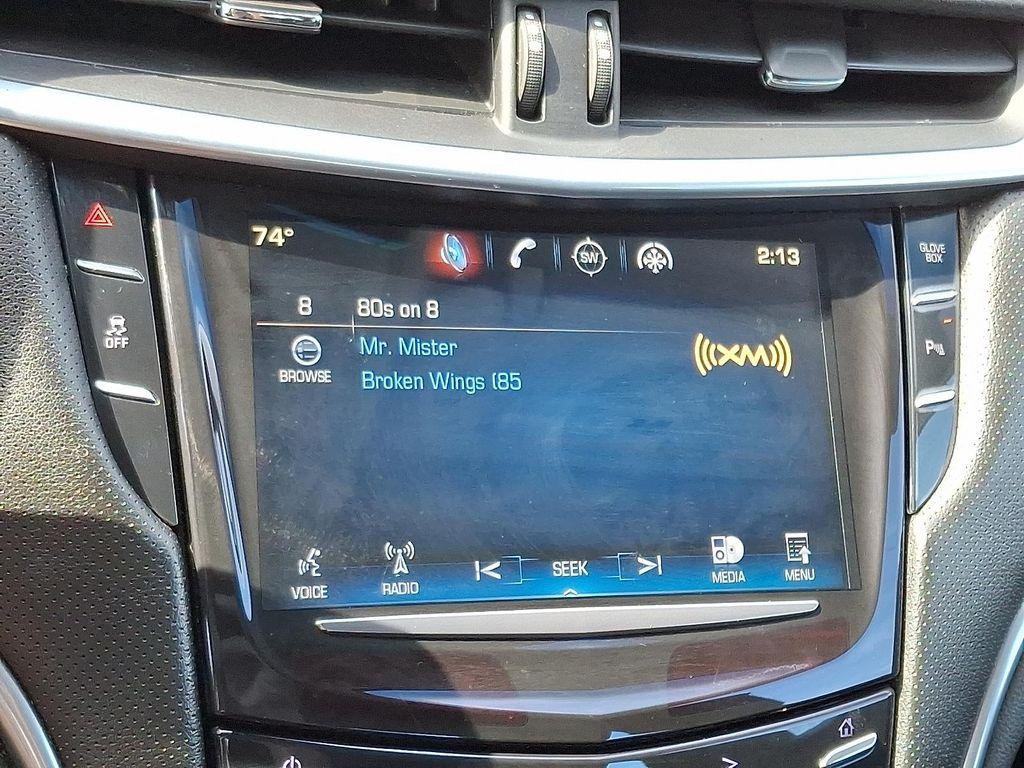 74°
SW
2:13
GLOVE
BOX
8
80s on 8
OFF
Mr. Mister
XM
P
BROWSE
Broken Wings (85
VOICE
RADIO
SEEK
MEDIA
MENU